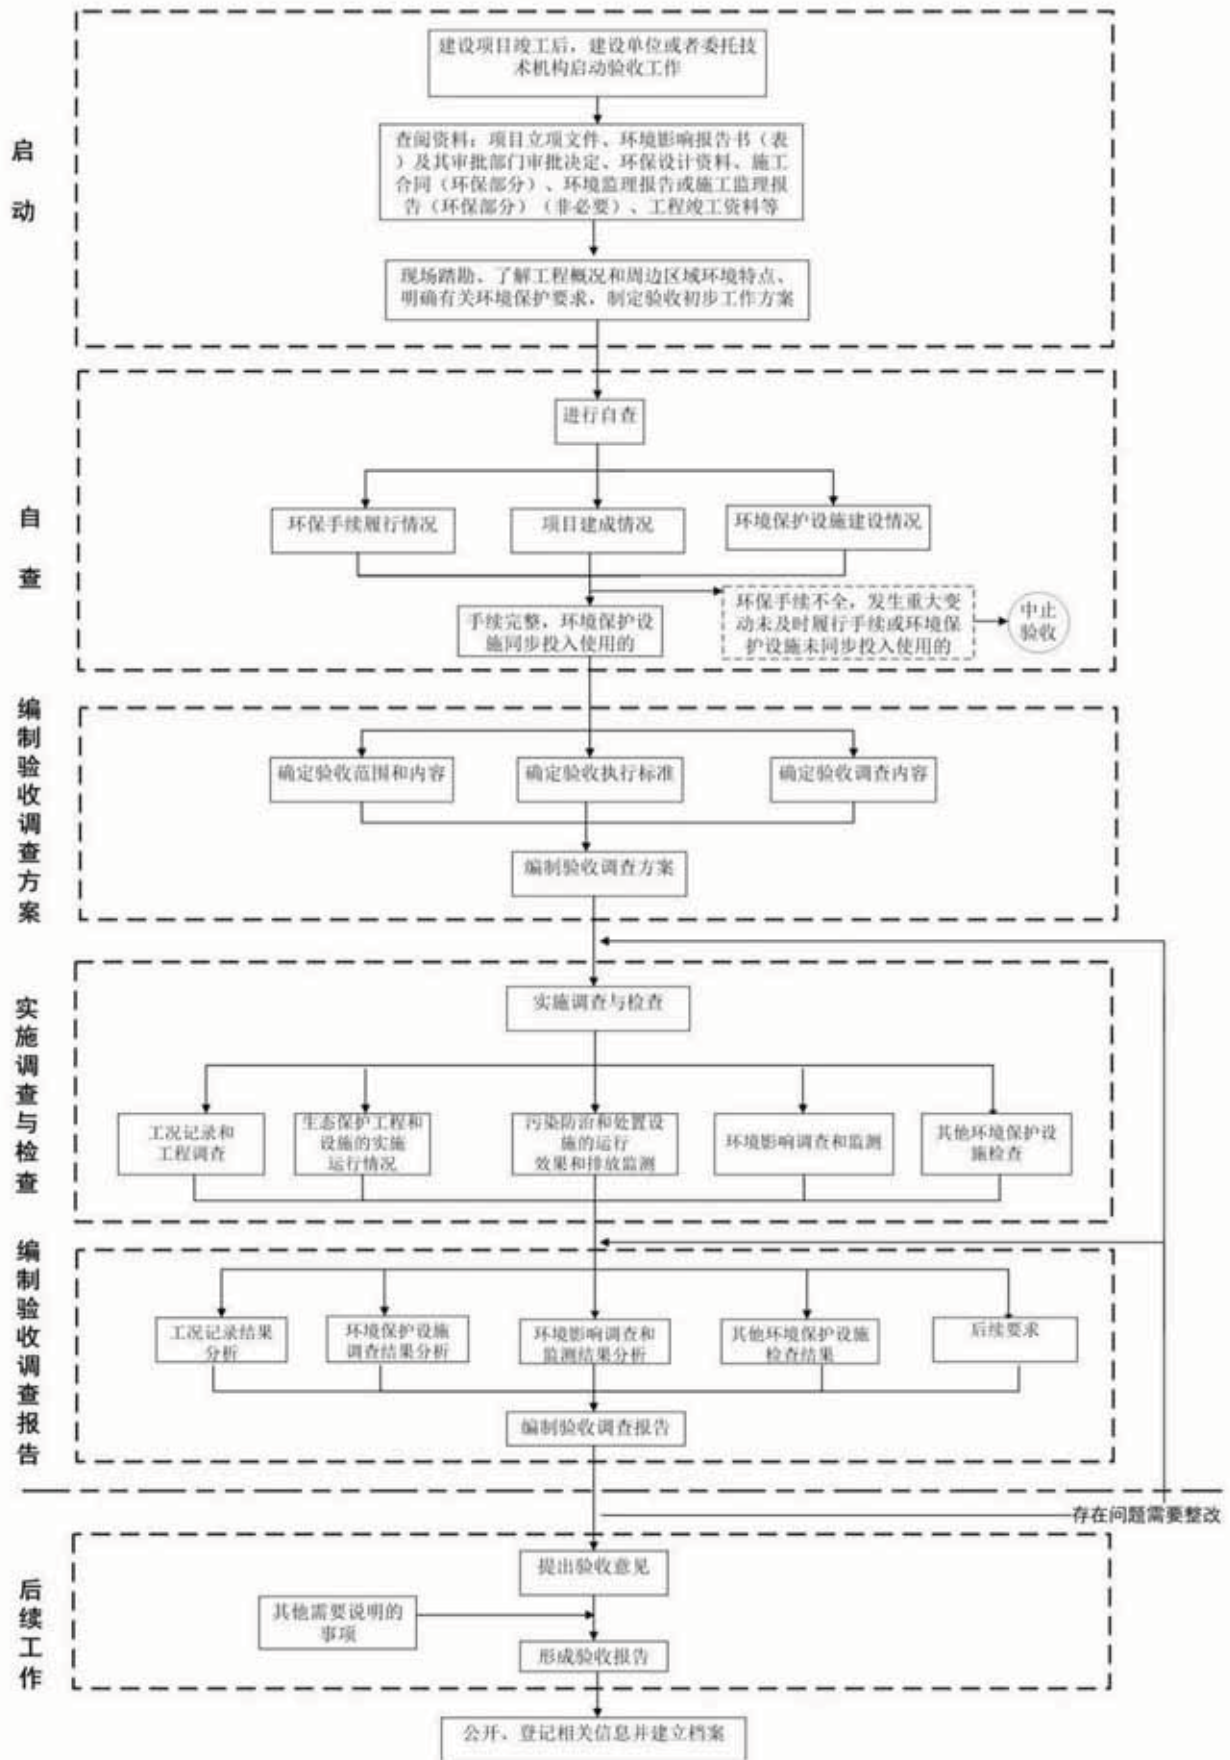 启动
建设项目竣工后，建设单位或者委托技
术机构启动验收工作
查阅资料：项目立项文件、环境影响报告书（表
）及其审批部门审批决定、环保设计资料、施工
合同（环保部分）、环境监理报告或施工监理报
告（环保部分）（非必要）、工程竣工资料等
现场踏勘、了解工程概况和周边区域环境特点、
明确有关环境保护要求，制定验收初步工作方案
自查
进行自查
环保手续履行情况
项目建成情况
环境保护设施建设情况
手续完整，环境保护设
施同步投入使用的
环保手续不全，发生重大变
动未及时履行手续或环境保
护设施未同步投入使用的
中止
验收
编制验收调查方案
确定验收范围和内容
确定验收执行标准
确定验收调查内容
编制验收调查方案
实施调查与检查
实施调查与检查
工况记录和
工程调查
生态保护工程和
设施的实施
运行情况
污染防治和处置设
施的运行
效果和排放监测
环境影响调查和监测
其他环境保护设
施检查
编制验收调查报告
工况记录结果
分析
环境保护设施
调查结果分析
环境影响调查和
监测结果分析
其他环境保护设施
检查结果
后续要求
编制验收调查报告
存在问题需要整改
后续工作
提出验收意见
其他需要说明的
事项
形成验收报告
公开、登记相关信息并建立档案